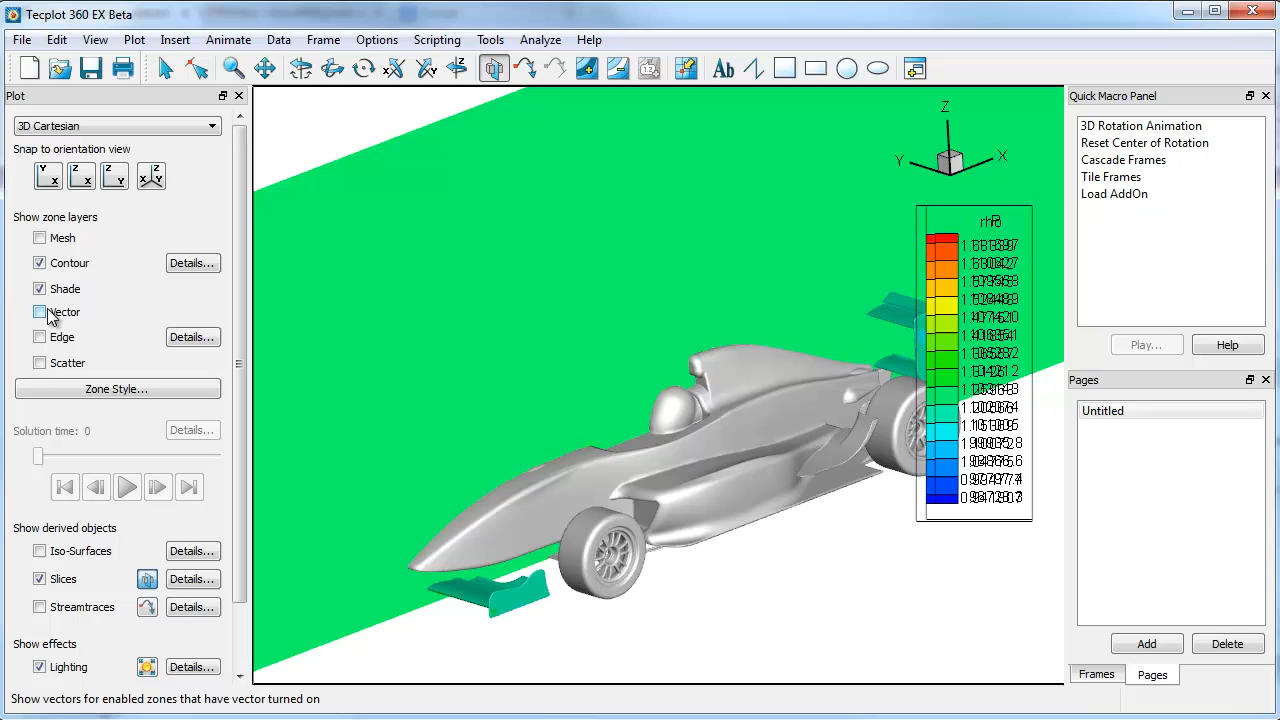 Tecplot 360 EX Beta
File Edit View Plot Insert Animate Data Frame Options Scripting Tools Analyze Help
Plot
3D Cartesian
Snap to orientation view
Show zone layers
Mesh
Contour Details...
Shade
Vector
Edge Details...
Scatter
Zone Style...
Solution time: 0 Details...
Show derived objects
Iso-Surfaces Details...
Slices Details...
Streamtraces Details...
Show effects
Lighting Details...
Show vectors for enabled zones that have vector turned on
Z
Y X
Quick Macro Panel
3D Rotation Animation
Reset Center of Rotation
Cascade Frames
Tile Frames
Load AddOn
Play... Help
Pages
Untitled
Add Delete
Frames Pages